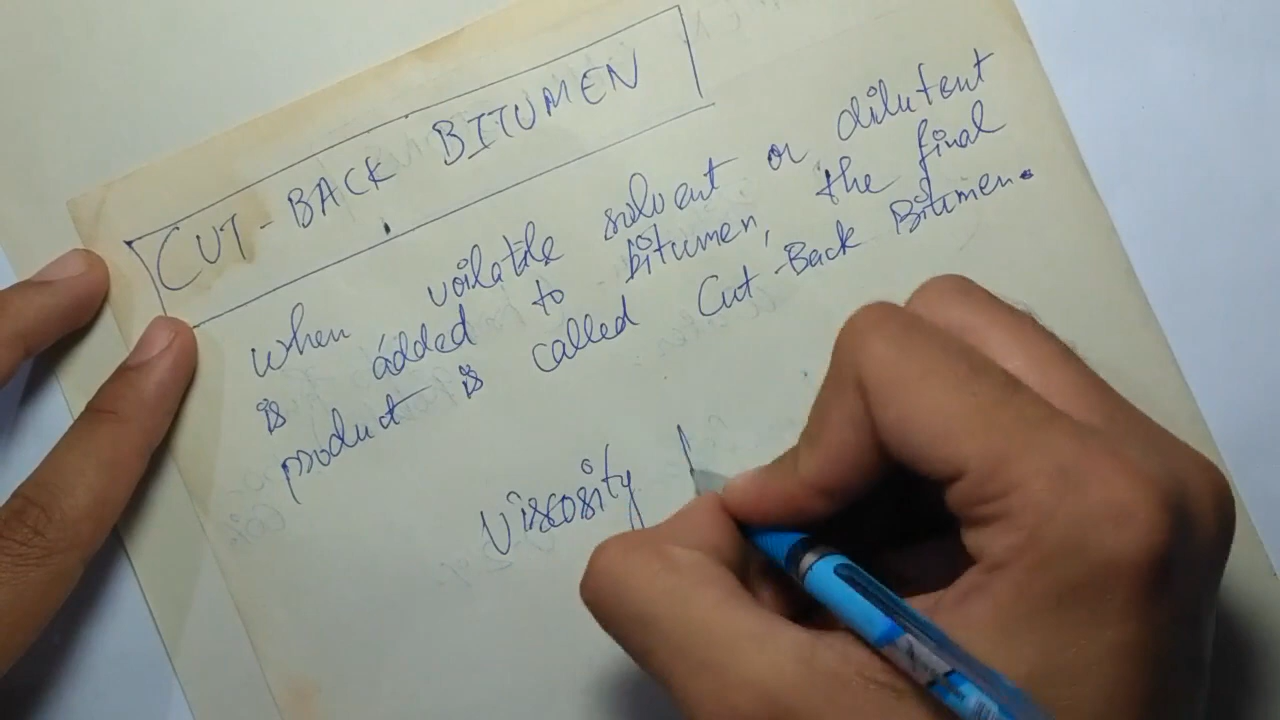 CUT-BACK BITUMEN
When voilatile solvent or dilutent
is added to bitumen, the final
product is called Cut-Back Bitumen.
Viscosity